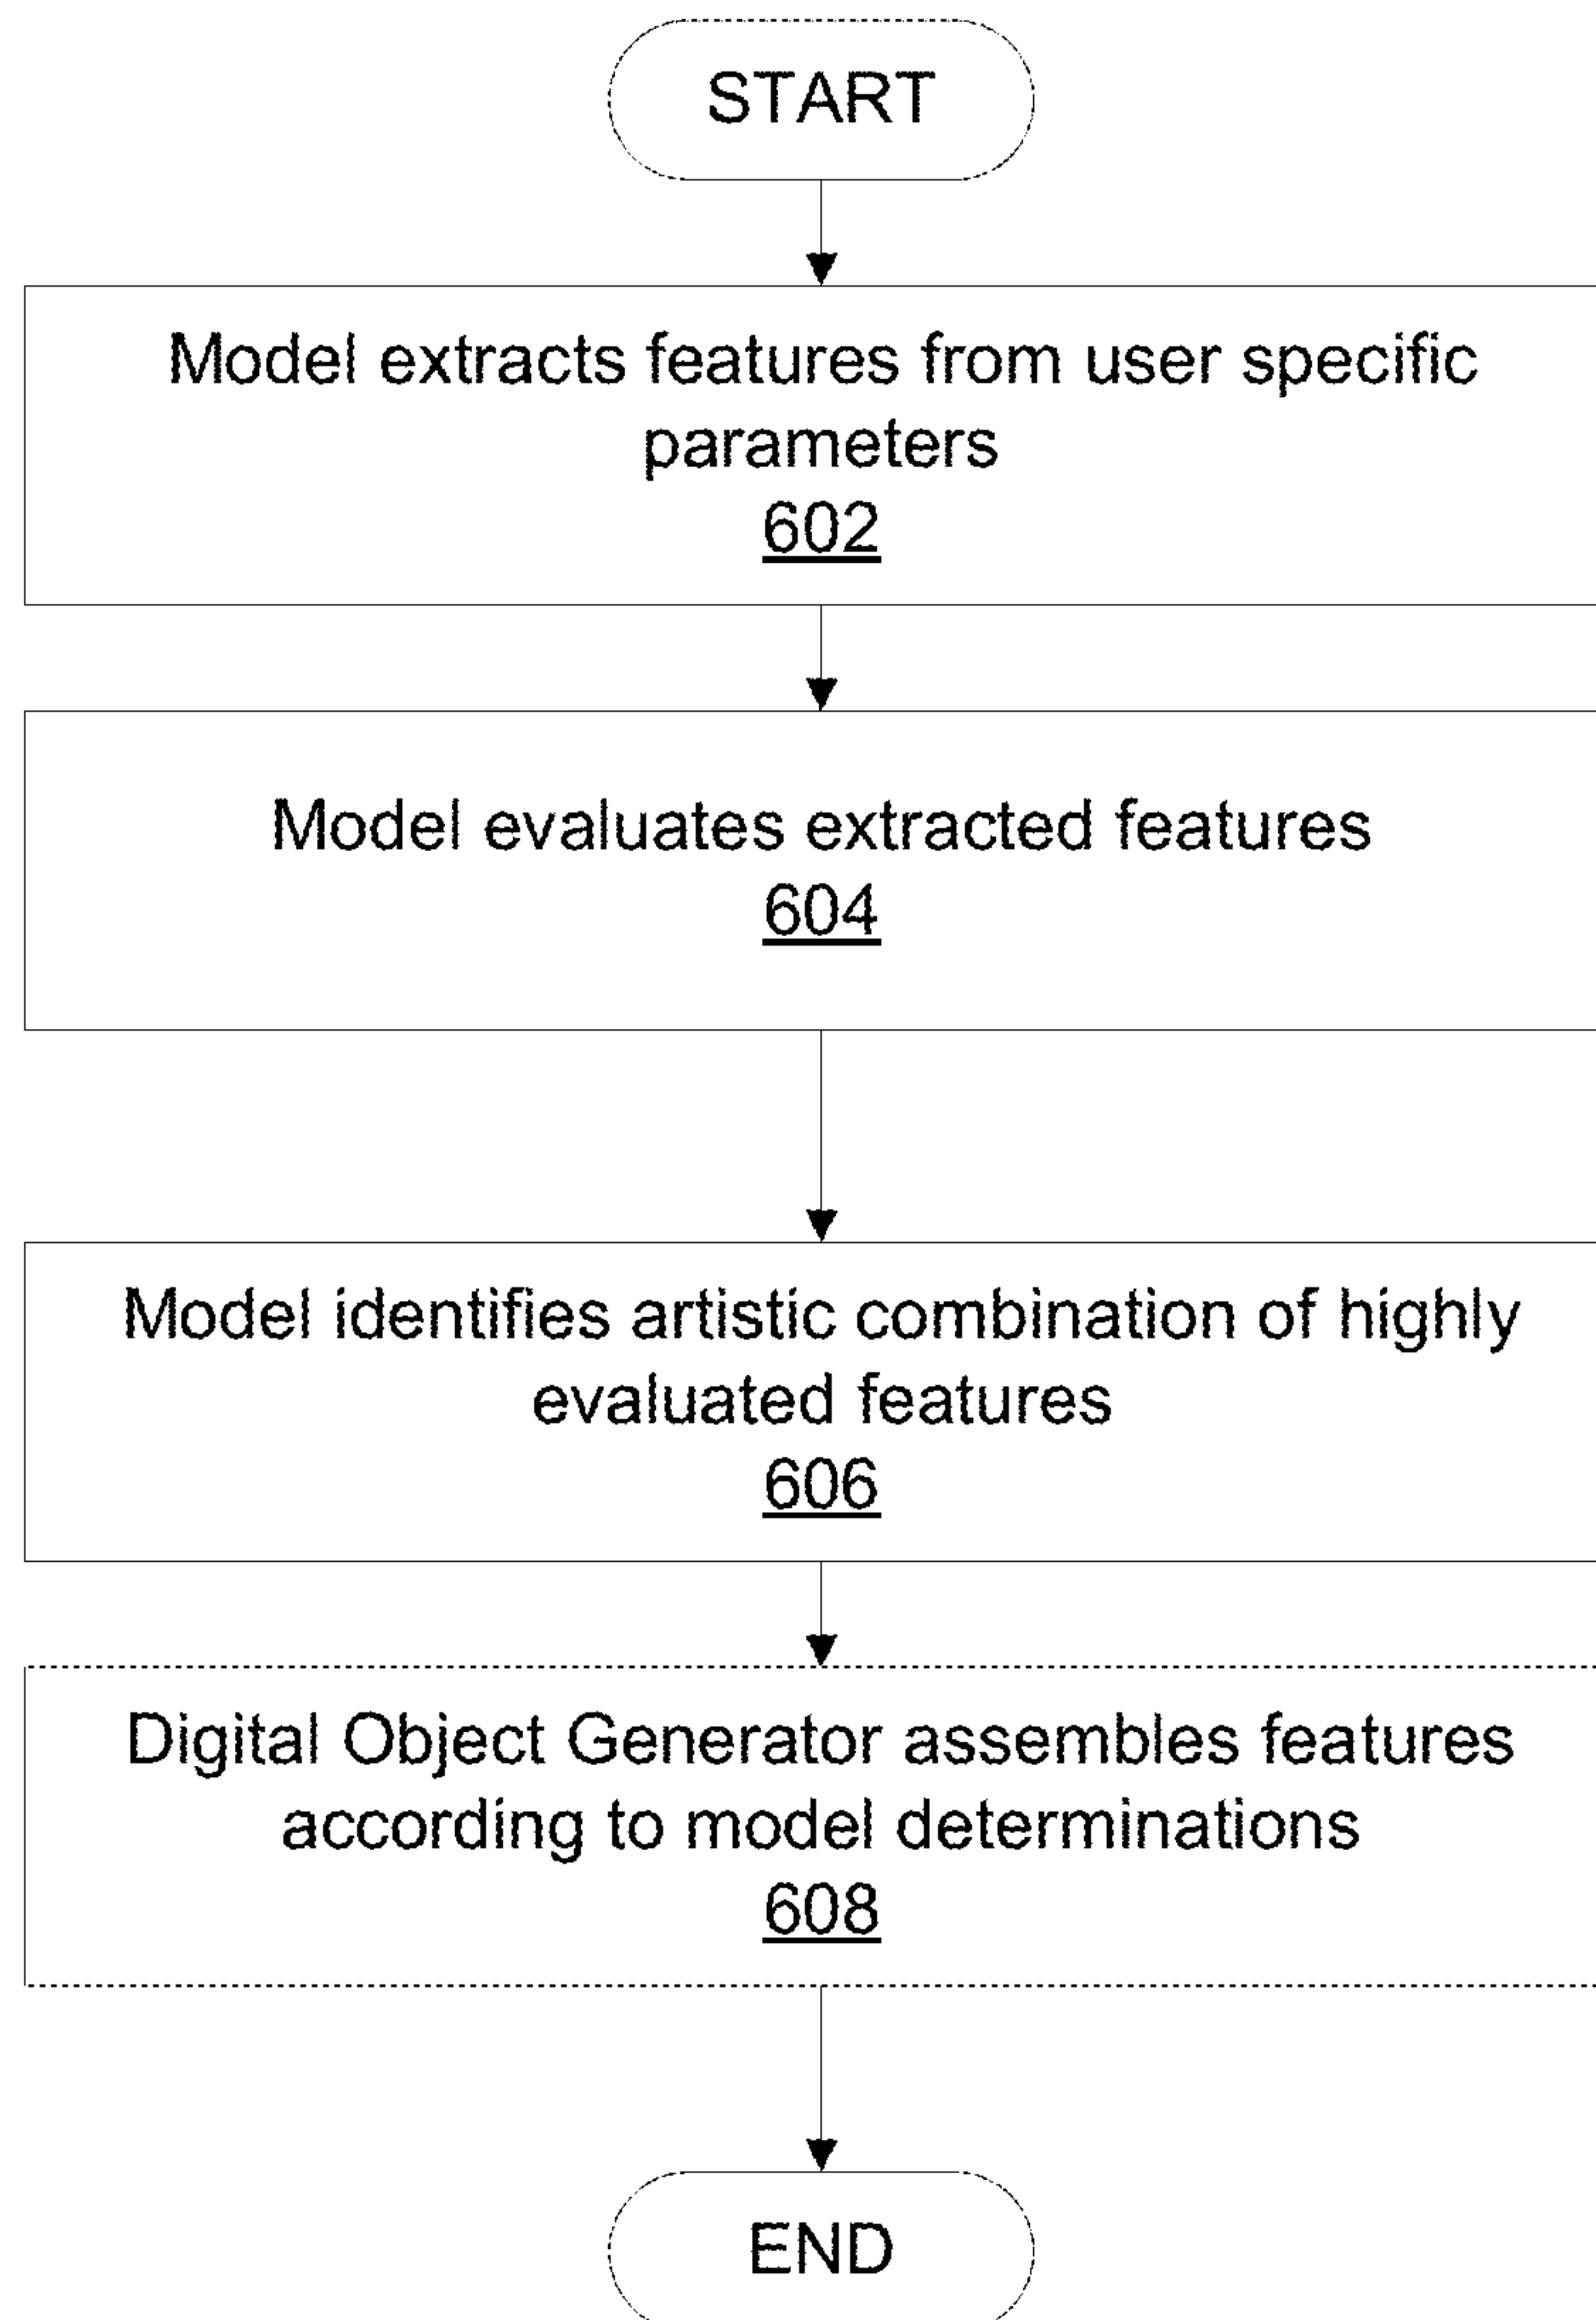 START
Model extracts features from user specific
parameters
602
Model evaluates extracted features
604
Model identifies artistic combination of highly
evaluated features
606
Digital Object Generator assembles features
according to model determinations
608
END